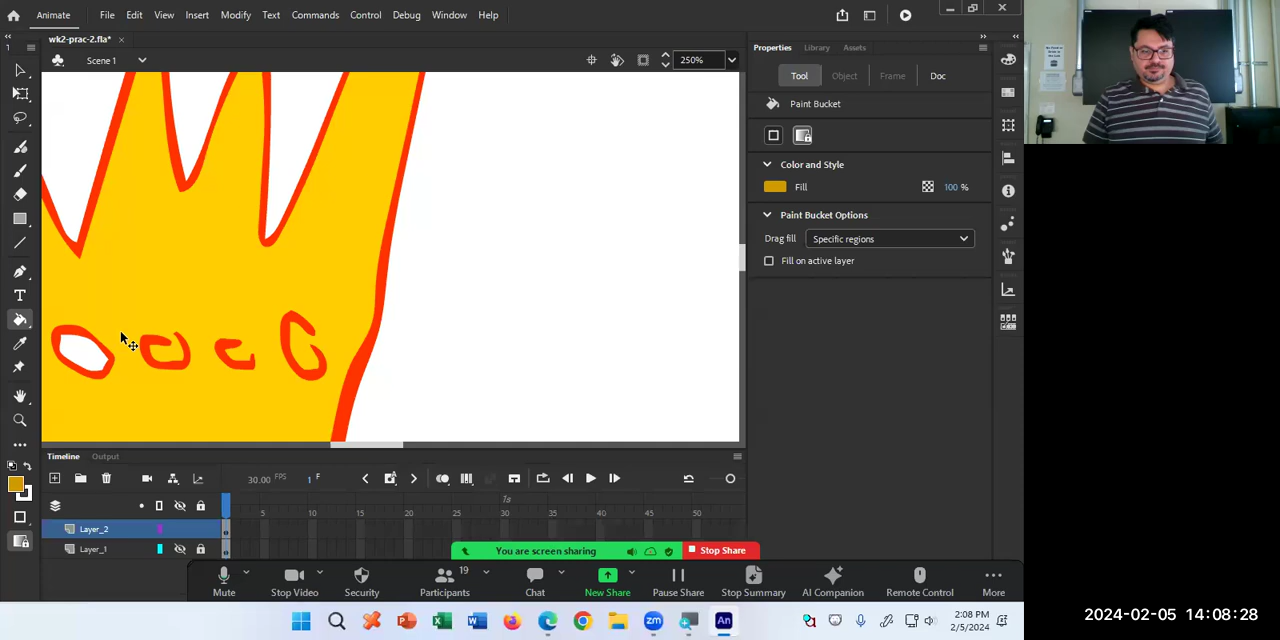 Animate
File Edit View Insert Modify Text Commands Control Debug Window Help
wk2-prac-2.fla*
Scene 1
250%
Properties Library Assets
Tool Object Frame Doc
Paint Bucket
Color and Style
Fill
100 %
Paint Bucket Options
Drag fill
Specific regions
Fill on active layer
Timeline Output
30.00 FPS
1 F
1s
5 10 15 20 25 30 35 40 45 50
Layer_2
Layer_1
You are screen sharing
Stop Share
19
Mute Stop Video Security Participants Chat New Share Pause Share Stop Summary AI Companion Remote Control More
2:08 PM
2/5/2024
2024-02-05 14:08:28